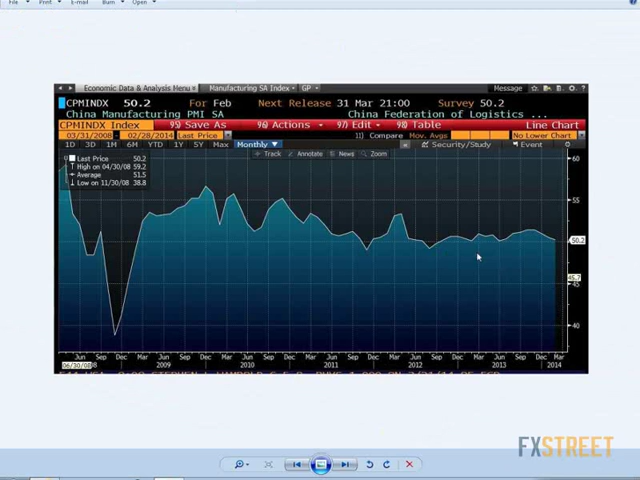 File Print E-mail Burn Open
Economic Data & Analysis Menu Manufacturing SA Index GP Message
CPMINDX 50.2 For Feb Next Release 31 Mar 21:00 Survey 50.2
China Manufacturing PMI SA China Federation of Logistics ...
CPMINDX Index 99) Save As 96) Actions 97) Edit 98) Table Line Chart
03/31/2008 - 02/28/2014 Last Price 11) Compare Mov. Avgs No Lower Chart
1D 3D 1M 6M YTD 1Y 5Y Max Monthly Security/Study Event
Track Annotate News Zoom
Last Price 50.2
High on 04/30/08 59.2
Average 51.5
Low on 11/30/08 38.8
60
55
50.2
45
40
Jun Sep Dec Mar Jun Sep Dec Mar Jun Sep Dec Mar Jun Sep Dec Mar Jun Sep Dec Mar Jun Sep Dec Mar
06/30/08 2009 2010 2011 2012 2013 2014
FXSTREET